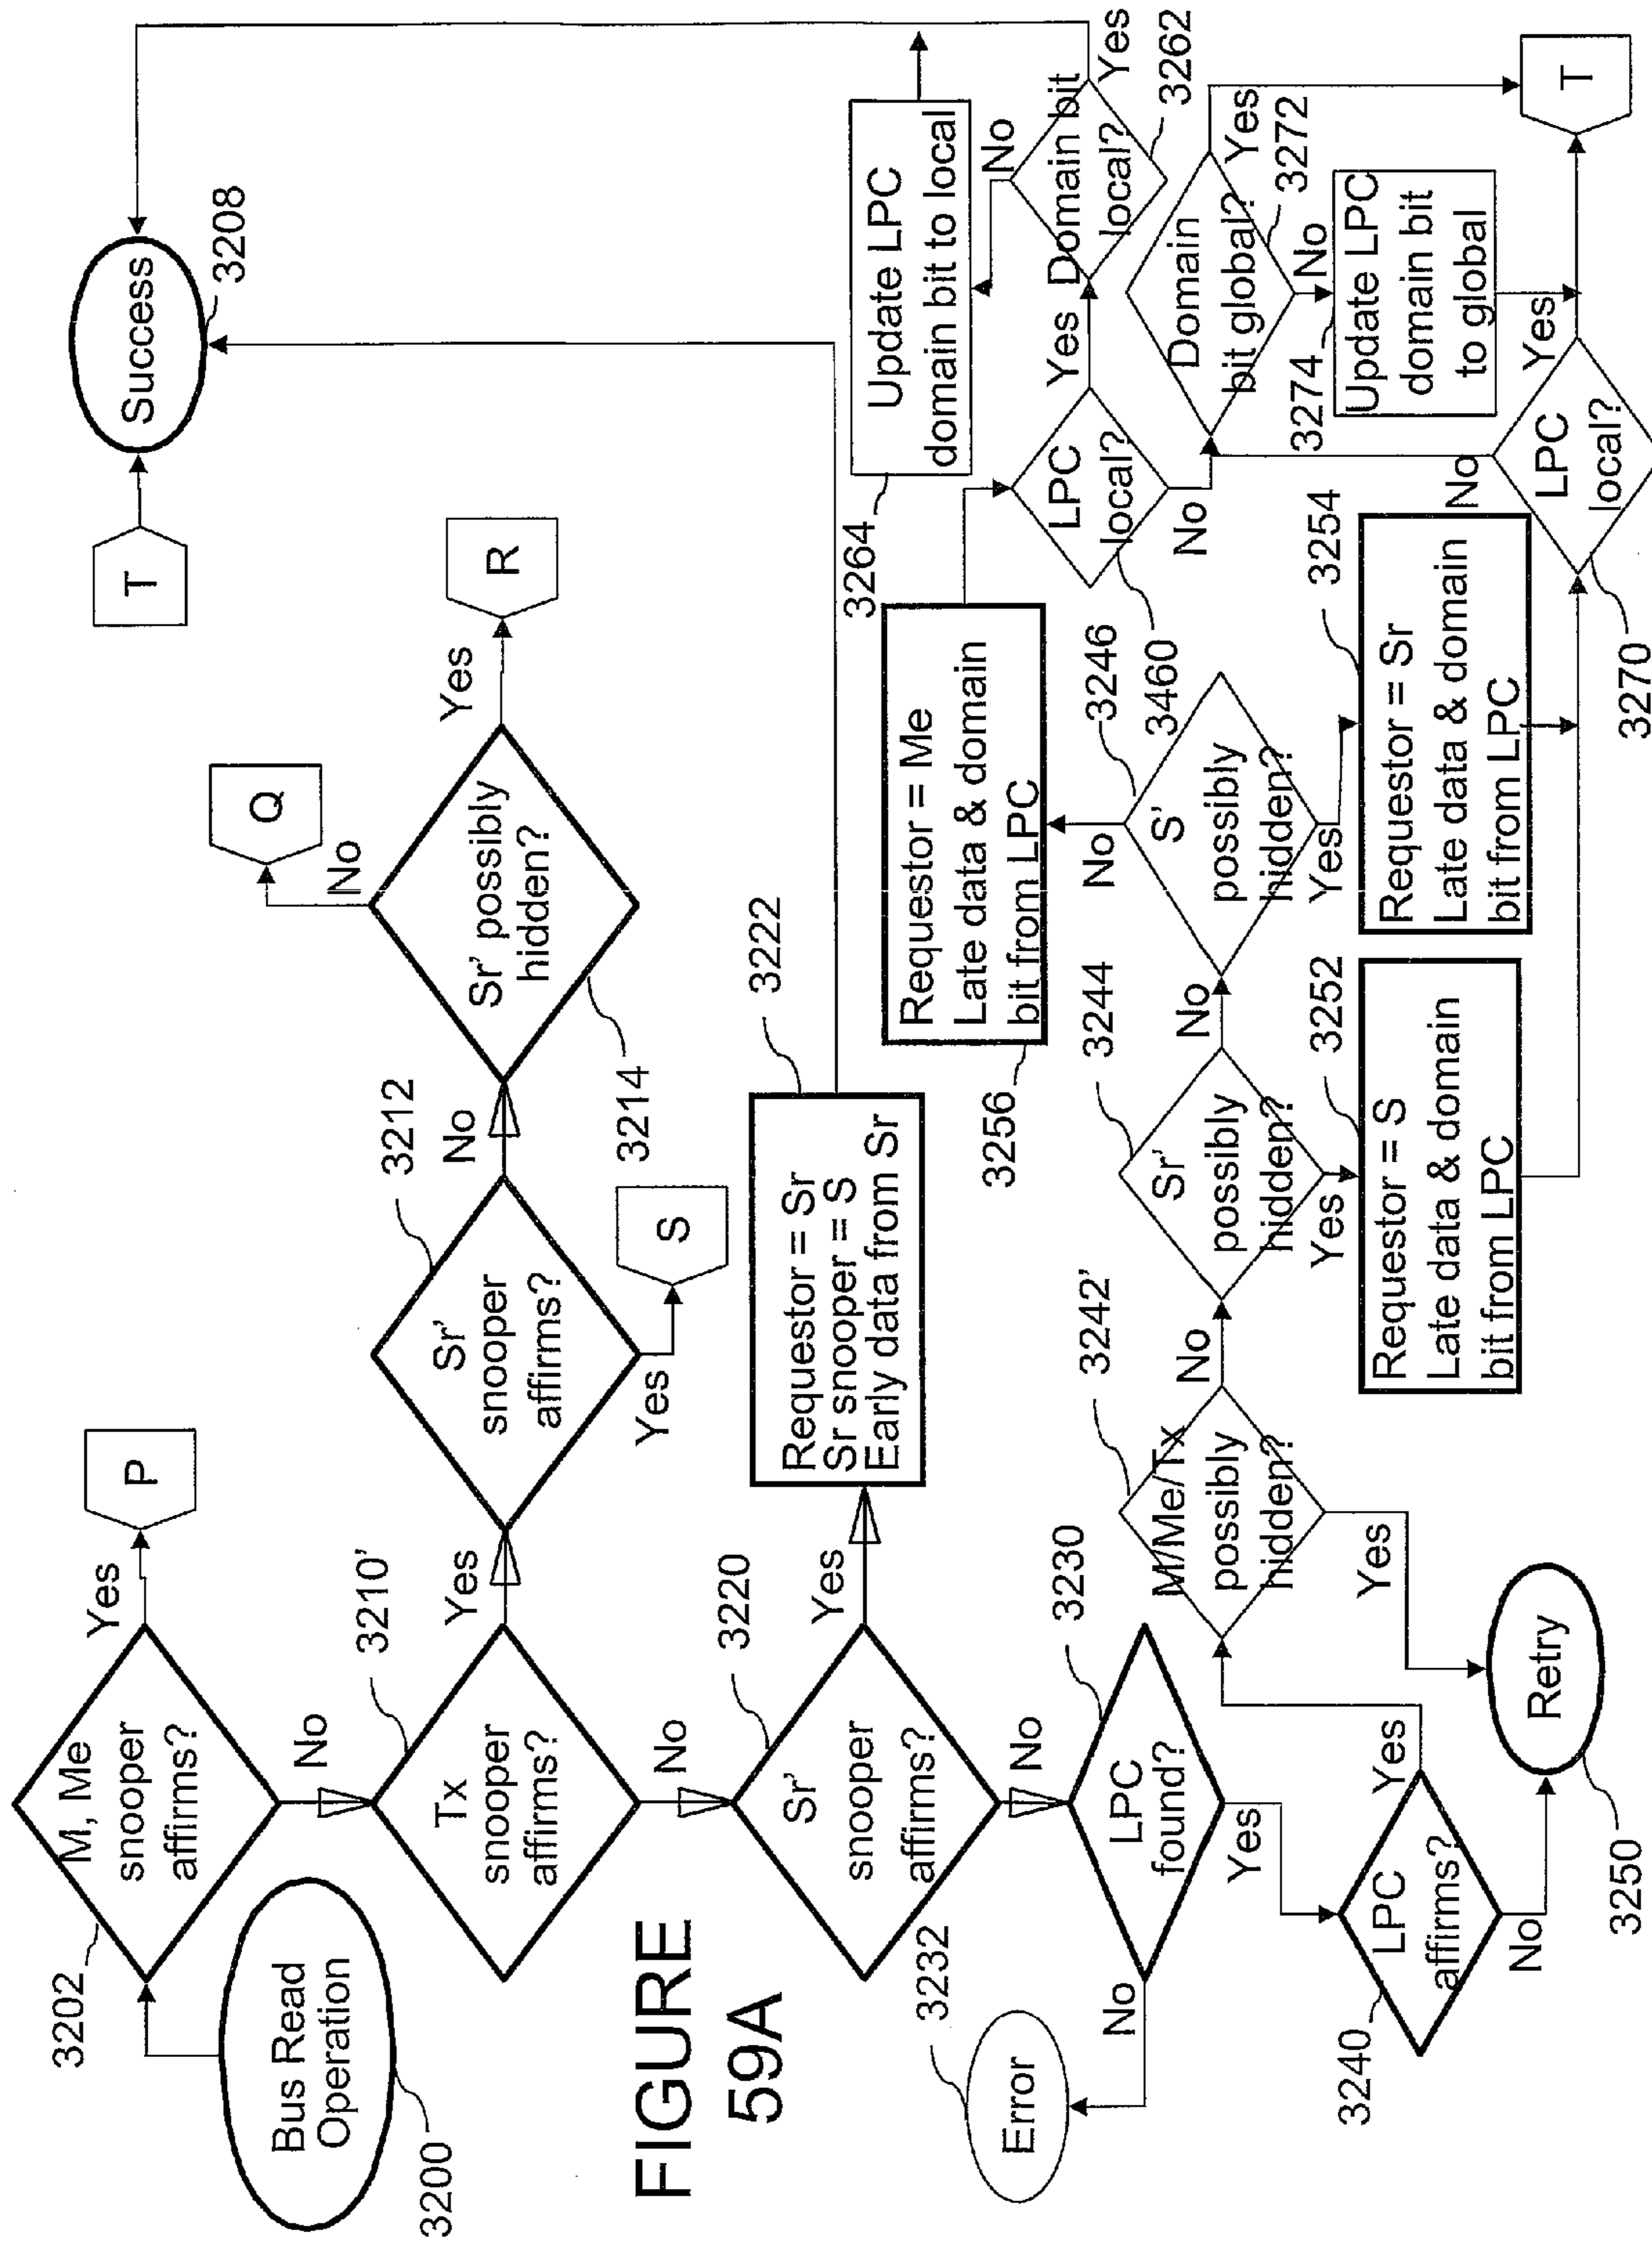 Bus Read
Operation
3200
3202
M, Me
snooper
affirms?
Yes
P
No
3210'
Tx
snooper
affirms?
Yes
No
3212
Sr'
snooper
affirms?
Yes
S
No
3214
Sr' possibly
hidden?
No
Q
Yes
R
T
Success
3208
3220
Sr'
snooper
affirms?
Yes
No
3222
Requestor = Sr
Sr snooper = S
Early data from Sr
FIGURE
59A
3230
LPC
found?
No
3232
Error
Yes
3240
LPC
affirms?
No
Yes
3250
Retry
3242'
M/Me/Tx
possibly
hidden?
Yes
No
3244
Sr'
possibly
hidden?
Yes
No
3252
Requestor = S
Late data & domain
bit from LPC
3246
S'
possibly
hidden?
No
Yes
3254
Requestor = Sr
Late data & domain
bit from LPC
3256
Requestor = Me
Late data & domain
bit from LPC
3460
LPC
local?
Yes
No
3262
Domain bit
local?
No
Yes
3264
Update LPC
domain bit to local
3270
LPC
local?
No
Yes
3272
Domain
bit global?
Yes
No
3274
Update LPC
domain bit
to global
T